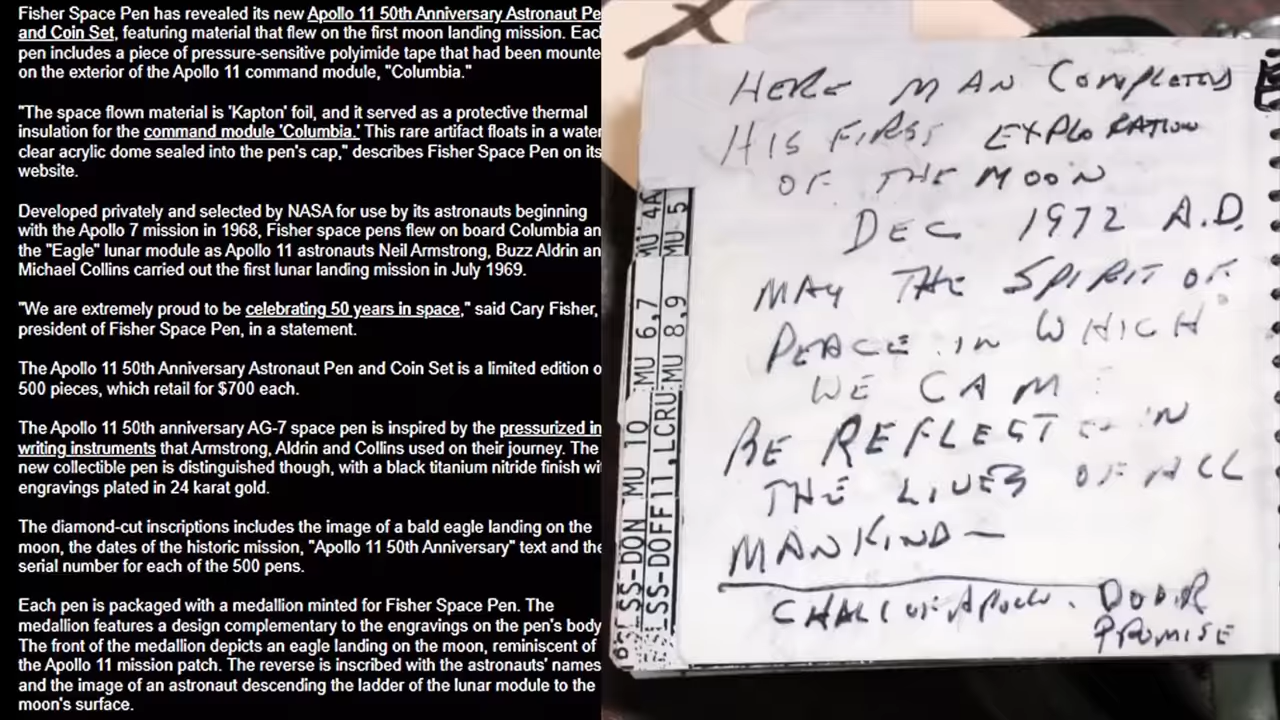 Fisher Space Pen has revealed its new Apollo 11 50th Anniversary Astronaut Pe
and Coin Set, featuring material that flew on the first moon landing mission. Eac
pen includes a piece of pressure-sensitive polyimide tape that had been mounte
on the exterior of the Apollo 11 command module, "Columbia."
"The space flown material is 'Kapton' foil, and it served as a protective thermal
insulation for the command module 'Columbia.' This rare artifact floats in a water
clear acrylic dome sealed into the pen's cap," describes Fisher Space Pen on its
website.
Developed privately and selected by NASA for use by its astronauts beginning
with the Apollo 7 mission in 1968, Fisher space pens flew on board Columbia an
the "Eagle" lunar module as Apollo 11 astronauts Neil Armstrong, Buzz Aldrin an
Michael Collins carried out the first lunar landing mission in July 1969.
"We are extremely proud to be celebrating 50 years in space," said Cary Fisher,
president of Fisher Space Pen, in a statement.
The Apollo 11 50th Anniversary Astronaut Pen and Coin Set is a limited edition o
500 pieces, which retail for $700 each.
The Apollo 11 50th anniversary AG-7 space pen is inspired by the pressurized in
writing instruments that Armstrong, Aldrin and Collins used on their journey. The
new collectible pen is distinguished though, with a black titanium nitride finish wi
engravings plated in 24 karat gold.
The diamond-cut inscriptions includes the image of a bald eagle landing on the
moon, the dates of the historic mission, "Apollo 11 50th Anniversary" text and the
serial number for each of the 500 pens.
Each pen is packaged with a medallion minted for Fisher Space Pen. The
medallion features a design complementary to the engravings on the pen's body
The front of the medallion depicts an eagle landing on the moon, reminiscent of
the Apollo 11 mission patch. The reverse is inscribed with the astronauts' names
and the image of an astronaut descending the ladder of the lunar module to the
moon's surface.
HERE MAN COMPLETED
HIS FIRST EXPLORATION
OF THE MOON
DEC 1972 A.D.
MAY THE SPIRIT OF
PEACE IN WHICH
WE CAME
BE REFLECTED IN
THE LIVES OF ALL
MANKIND—
PROMISE
MU 4A
MU 5
MU 6,7
MU 8,9
MU 10
SS-DON
SS-DOFF11,LCRU